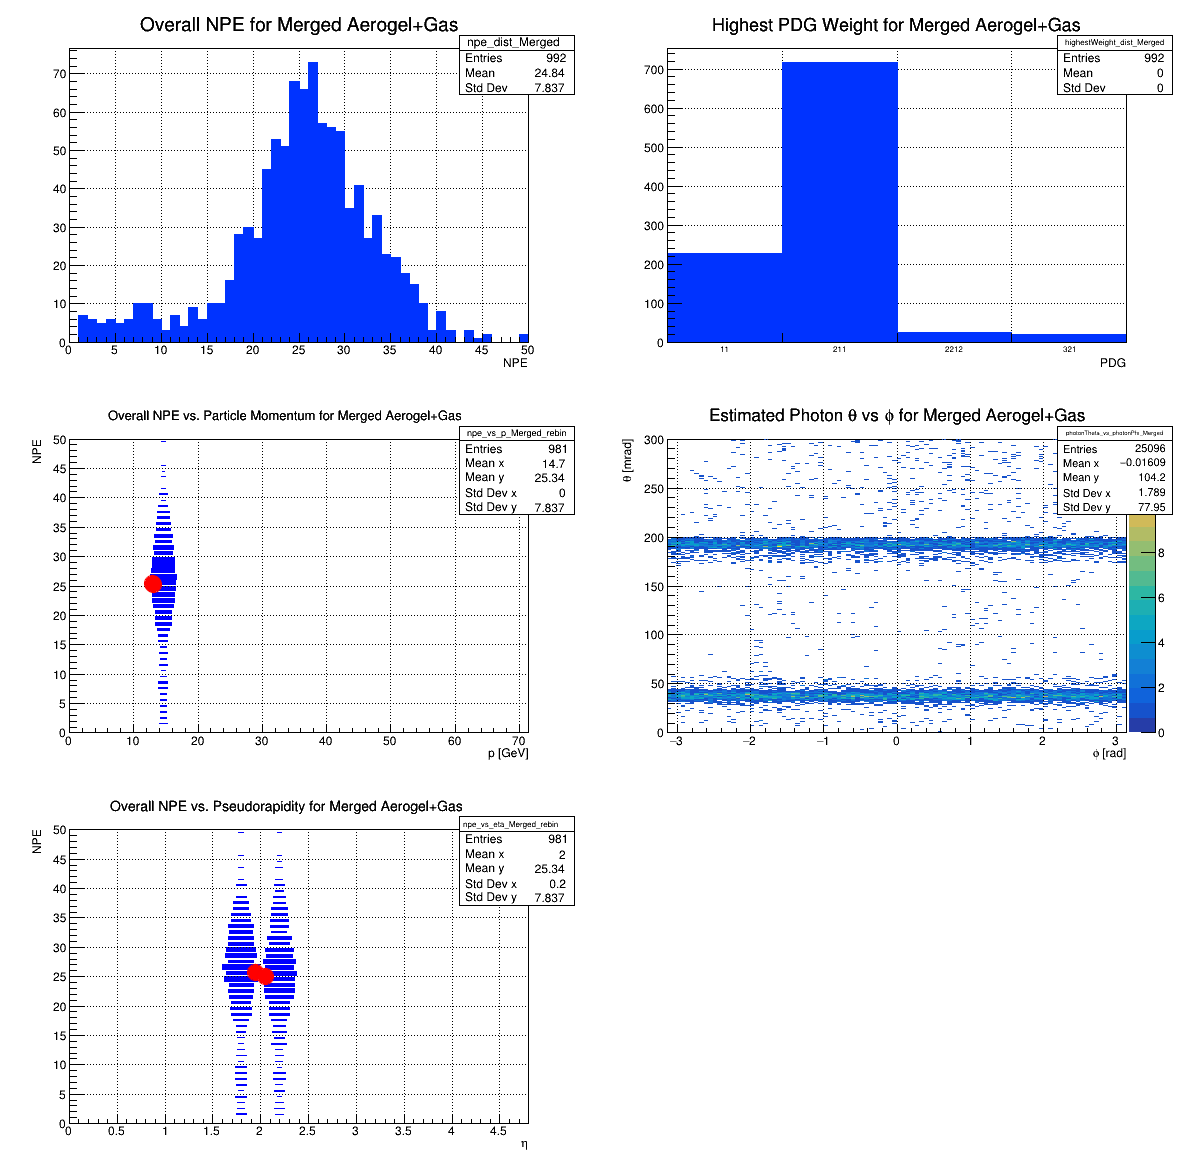 Overall NPE for Merged Aerogel+Gas
npe_dist_Merged
Entries 992
Mean 24.84
Std Dev 7.837
70
60
50
40
30
20
10
0
0 5 10 15 20 25 30 35 40 45 50
NPE
Highest PDG Weight for Merged Aerogel+Gas
highestWeight_dist_Merged
Entries 992
Mean 0
Std Dev 0
700
600
500
400
300
200
100
0
11 211 2212 321
PDG
Overall NPE vs. Particle Momentum for Merged Aerogel+Gas
npe_vs_p_Merged_rebin
Entries 981
Mean x 14.7
Mean y 25.34
Std Dev x 0
Std Dev y 7.837
NPE
50
45
40
35
30
25
20
15
10
5
0
0 10 20 30 40 50 60 70
p [GeV]
Estimated Photon θ vs ϕ for Merged Aerogel+Gas
photonTheta_vs_photonPhi_Merged
Entries 25096
Mean x −0.01609
Mean y 104.2
Std Dev x 1.789
Std Dev y 77.95
θ [mrad]
300
250
200
150
100
50
0
−3 −2 −1 0 1 2 3
ϕ [rad]
8
6
4
2
0
Overall NPE vs. Pseudorapidity for Merged Aerogel+Gas
npe_vs_eta_Merged_rebin
Entries 981
Mean x 2
Mean y 25.34
Std Dev x 0.2
Std Dev y 7.837
NPE
50
45
40
35
30
25
20
15
10
5
0
0 0.5 1 1.5 2 2.5 3 3.5 4 4.5
η